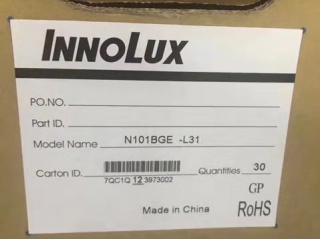 INNOLUX
PO.NO.
Part ID.
Model Name N101BGE -L31
Carton ID. Quantities 30
7QC1Q 12 3973002
GP
Made in China RoHS